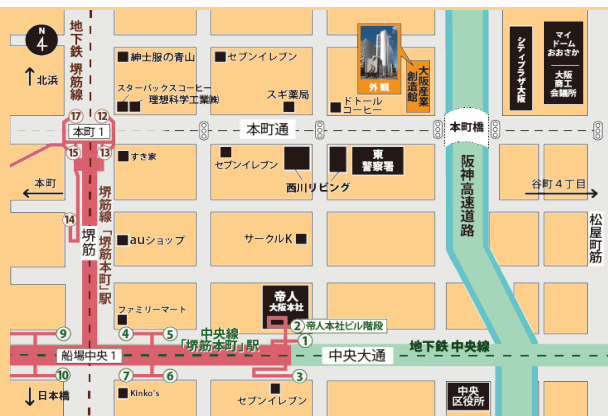 N
4
北浜
地下鉄 堺筋線
紳士服の青山
セブンイレブン
スターバックスコーヒー
理想科学工業㈱
スギ薬局
外観
大阪産業
創造館
ドトール
コーヒー
シティプラザ大阪
マイ
ドーム
おおさか
大阪
商工
会議所
⑰
⑫
本町1
本町通
本町橋
⑮
⑬
すき家
セブンイレブン
西川リビング
東
警察署
阪神高速道路
本町
谷町4丁目
松屋町筋
⑭
堺筋
堺筋線「堺筋本町」駅
auショップ
サークルK
ファミリーマート
帝人
大阪本社
②帝人本社ビル階段
①
⑨
④
⑤
中央線
「堺筋本町」駅
船場中央1
中央大通
地下鉄 中央線
⑩
⑦
⑥
③
日本橋
Kinko's
セブンイレブン
中央
区役所